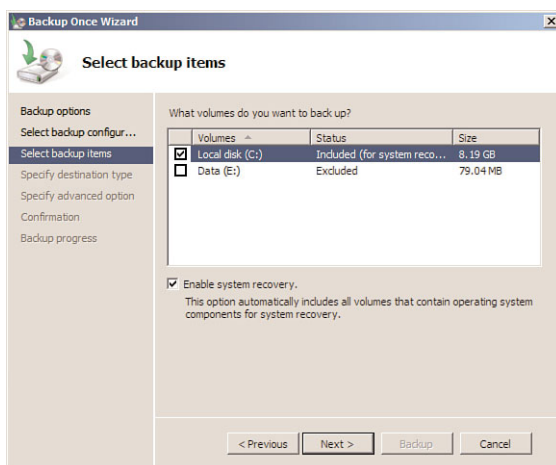 Backup Once Wizard
Select backup items
Backup options
Select backup configur...
Select backup items
Specify destination type
Specify advanced option
Confirmation
Backup progress
What volumes do you want to back up?
Volumes Status Size
Local disk (C:) Included (for system reco... 8.19 GB
Data (E:) Excluded 79.04 MB
Enable system recovery.
This option automatically includes all volumes that contain operating system
components for system recovery.
< Previous Next > Backup Cancel